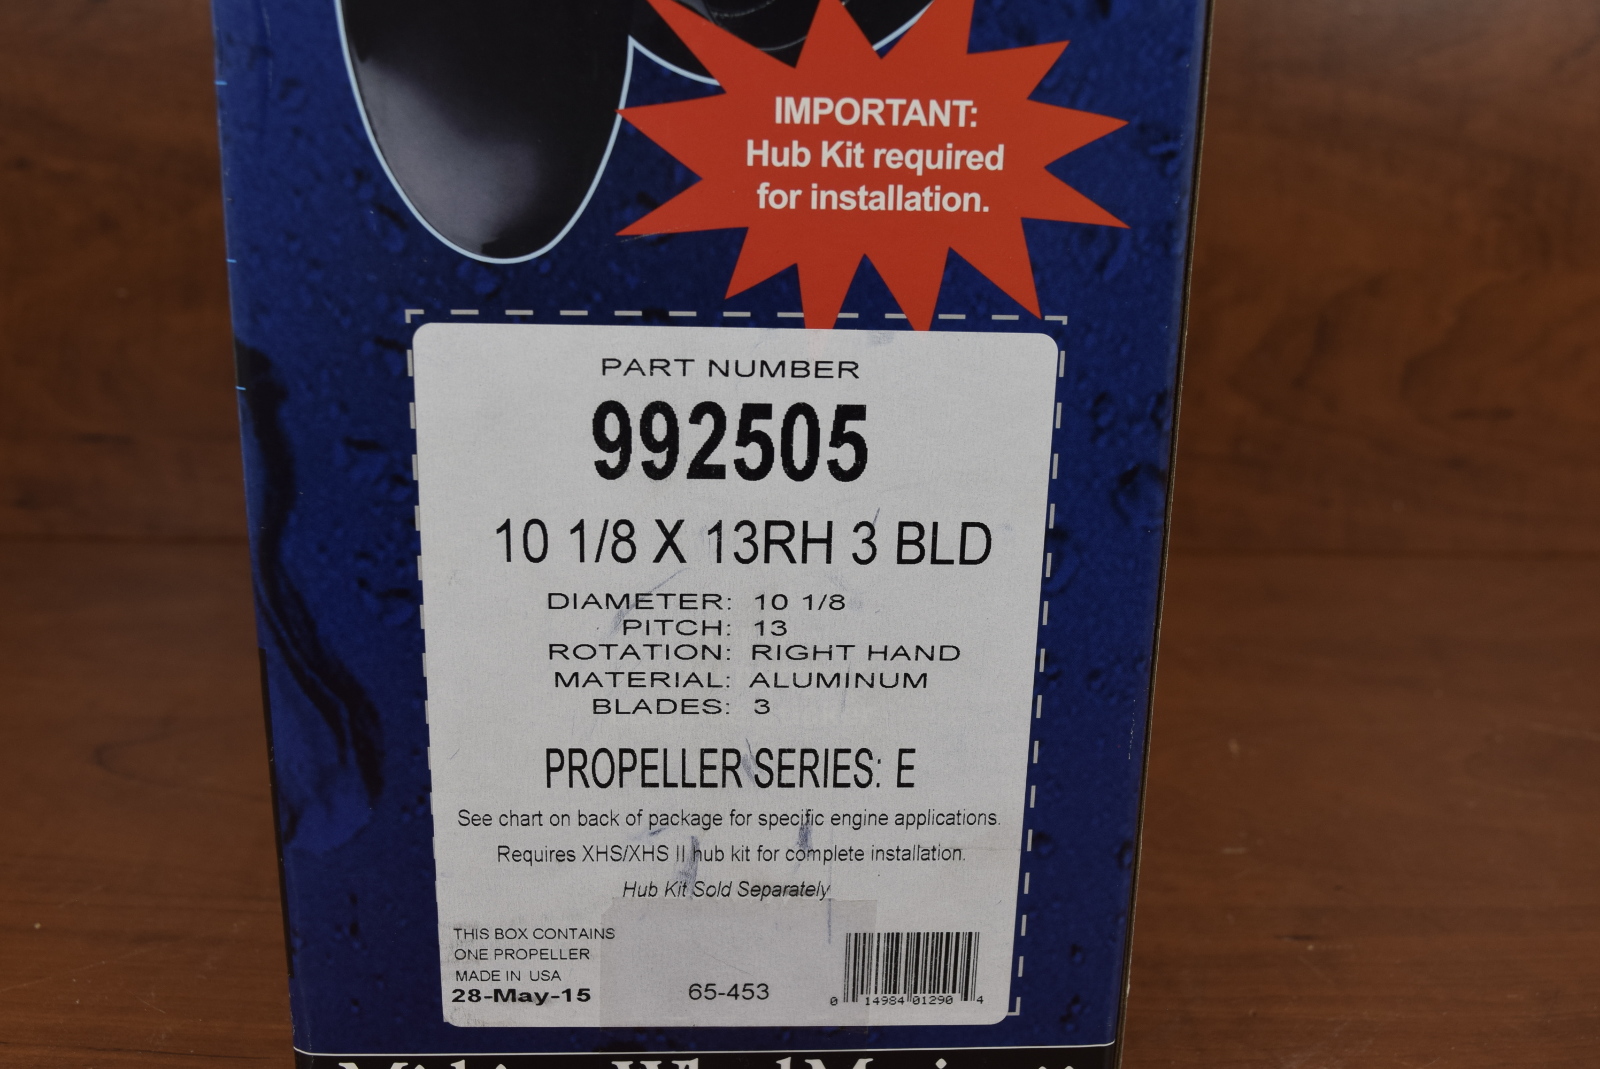 IMPORTANT:
Hub Kit required
for installation.
PART NUMBER
992505
10 1/8 X 13RH 3 BLD
DIAMETER: 10 1/8
PITCH: 13
ROTATION: RIGHT HAND
MATERIAL: ALUMINUM
BLADES: 3
PROPELLER SERIES: E
See chart on back of package for specific engine applications.
Requires XHS/XHS II hub kit for complete installation.
Hub Kit Sold Separately
THIS BOX CONTAINS
ONE PROPELLER
MADE IN USA
28-May-15
65-453
0 14984 01290 4